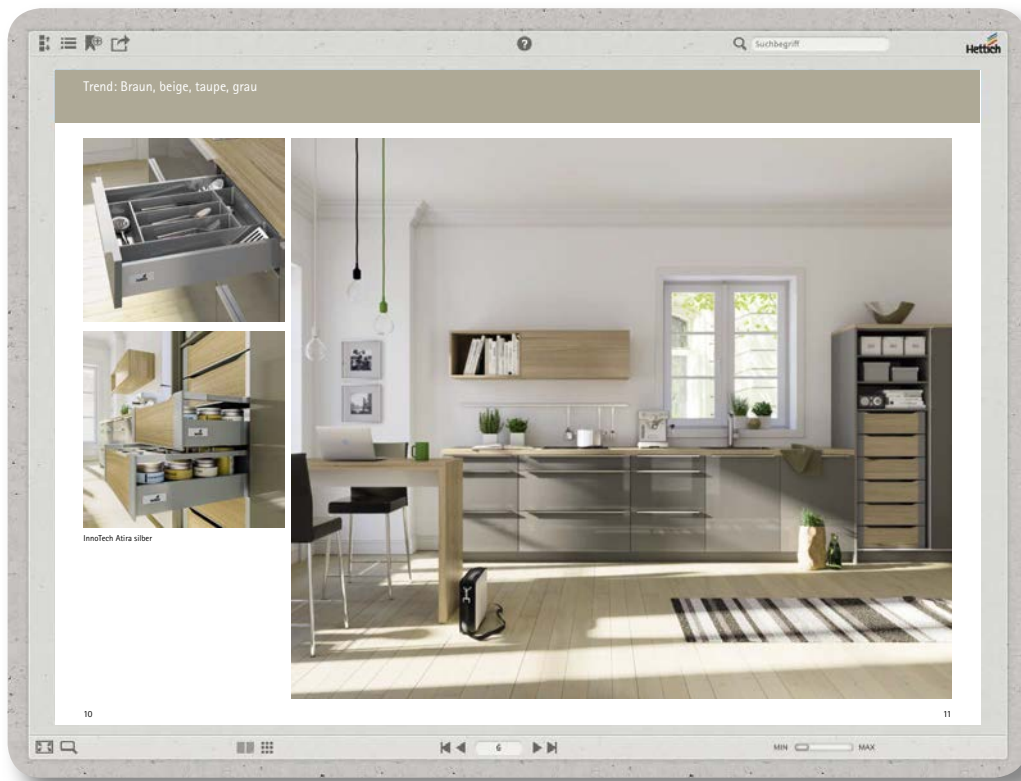 Suchbegriff
Hettich
Trend: Braun, beige, taupe, grau
InnoTech Atira silber
10
11
6
MIN
MAX